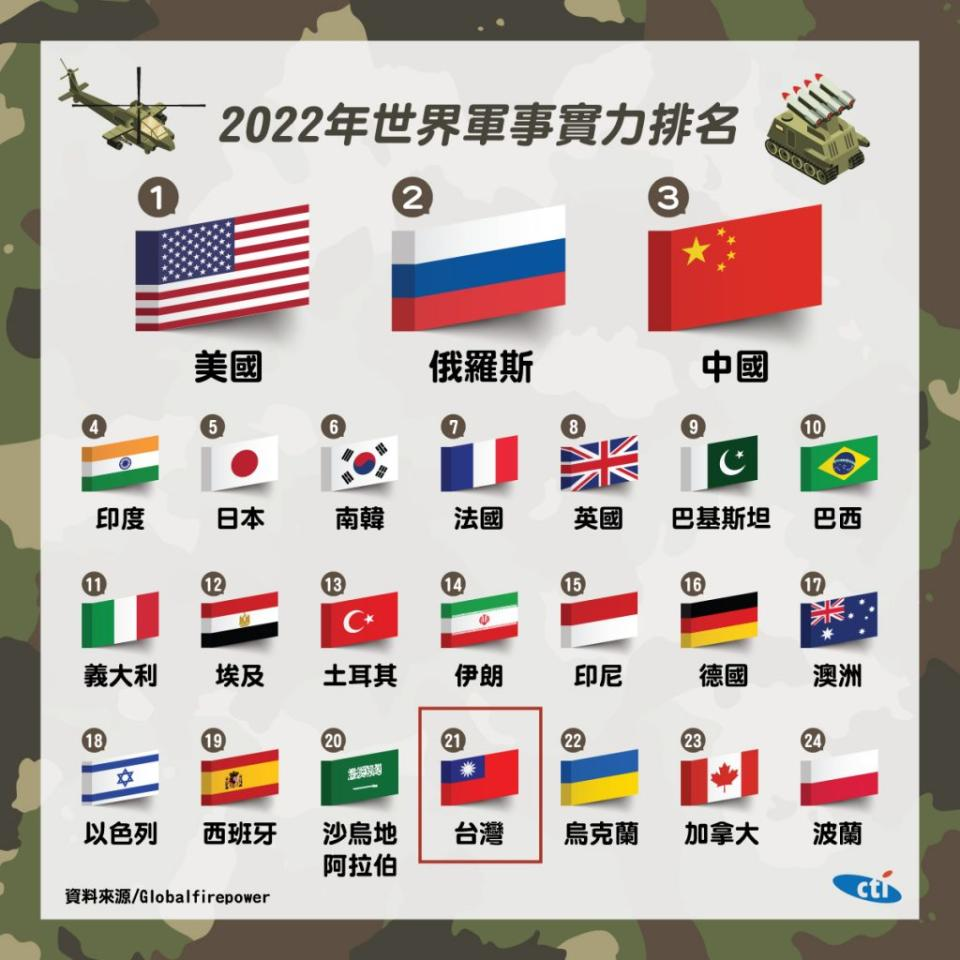 2022年世界軍事實力排名
1
2
3
美國
俄羅斯
中國
4
5
6
7
8
9
10
印度
日本
南韓
法國
英國
巴基斯坦
巴西
11
12
13
14
15
16
17
義大利
埃及
土耳其
伊朗
印尼
德國
澳洲
18
19
20
21
22
23
24
以色列
西班牙
沙烏地
阿拉伯
台灣
烏克蘭
加拿大
波蘭
資料來源/Globalfirepower
cti